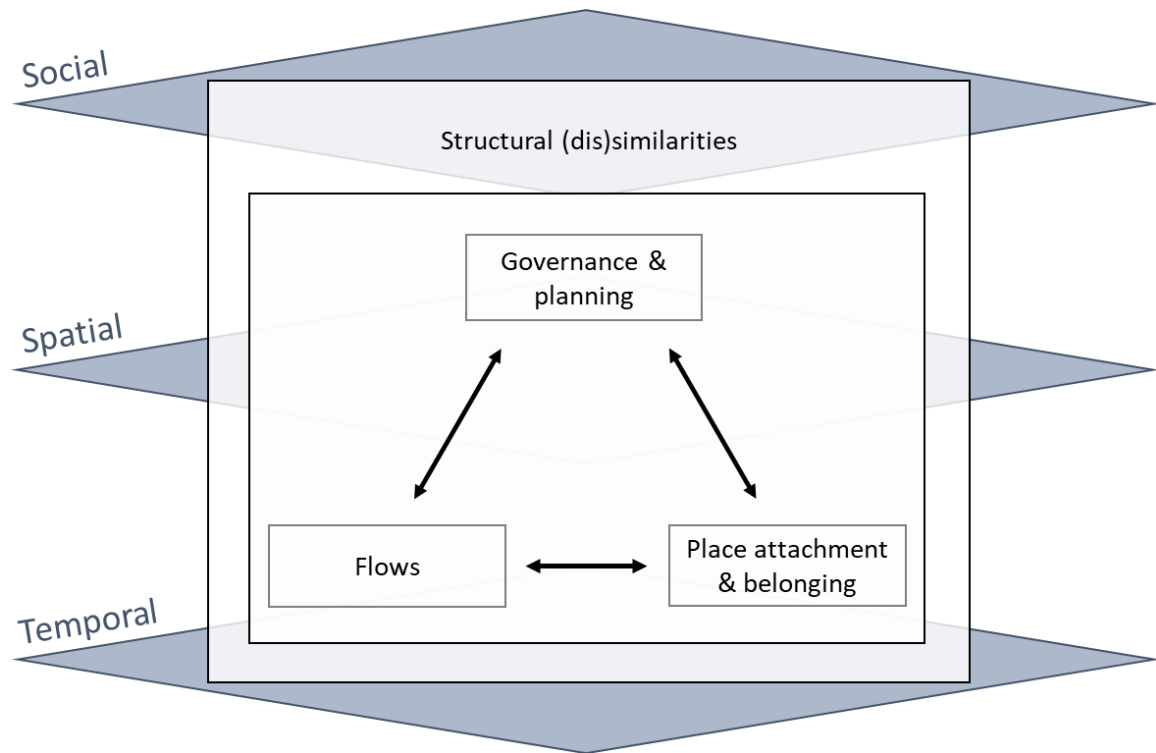 Social
Structural (dis)similarities
Governance &
planning
Spatial
Flows
Place attachment
& belonging
Temporal